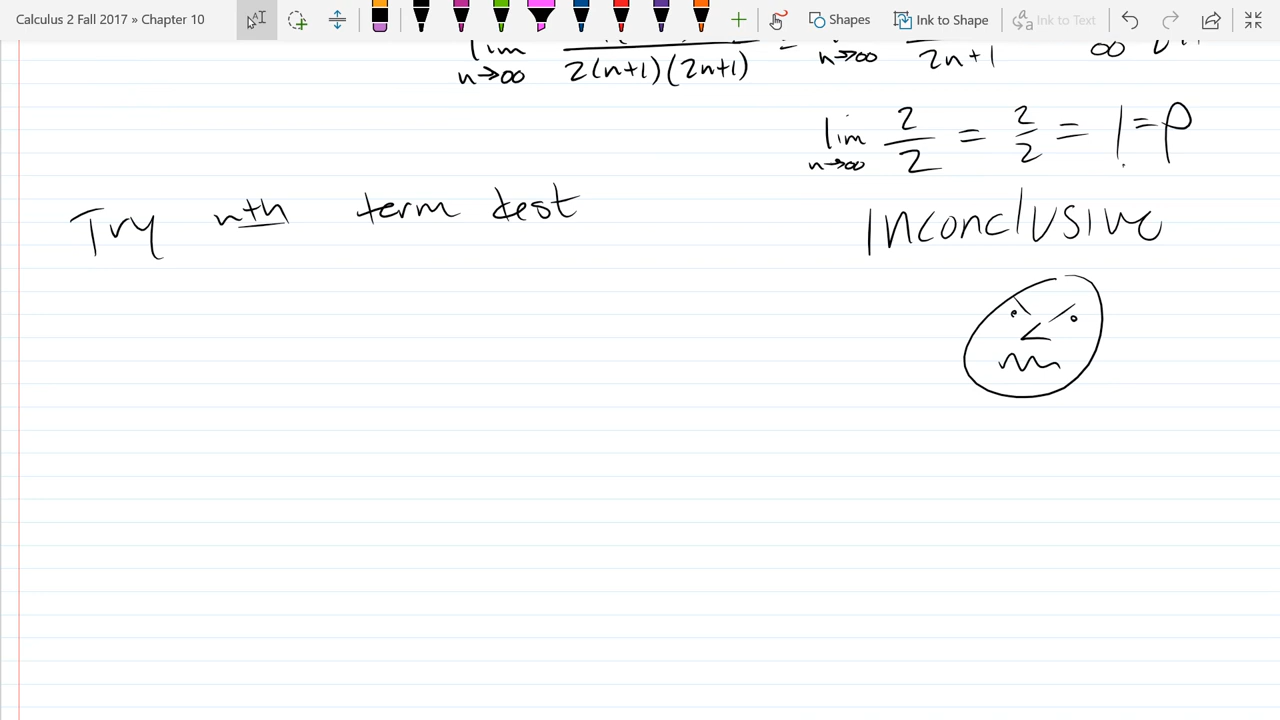 Calculus 2 Fall 2017 » Chapter 10
Shapes
Ink to Shape
Ink to Text
lim n→∞ 2(n+1)(2n+1) = n→∞ 2n+1 ∞
lim n→∞ 2/2 = 2/2 = 1 = ρ
Try nth term test
Inconclusive